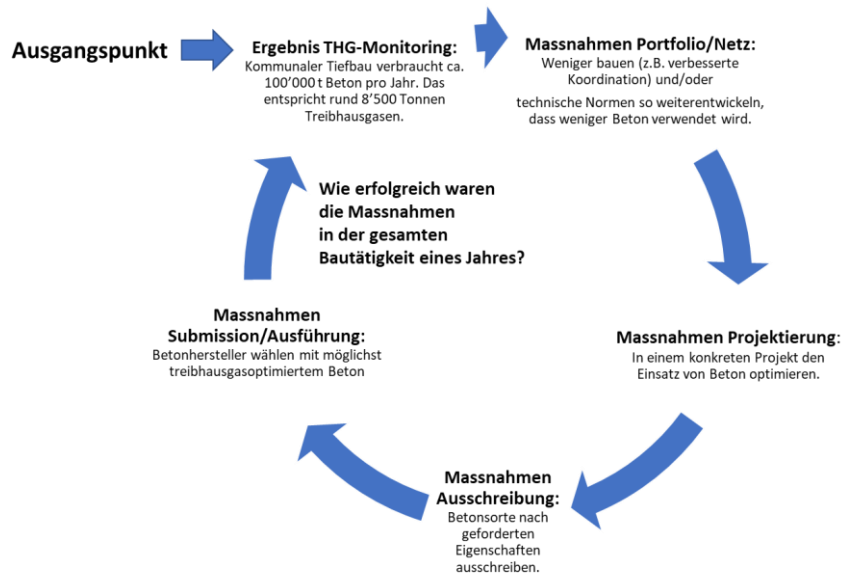 Ausgangspunkt
Ergebnis THG-Monitoring:
Kommunaler Tiefbau verbraucht ca.
100’000 t Beton pro Jahr. Das
entspricht rund 8’500 Tonnen
Treibhausgasen.
Massnahmen Portfolio/Netz:
Weniger bauen (z.B. verbesserte
Koordination) und/oder
technische Normen so weiterentwickeln,
dass weniger Beton verwendet wird.
Wie erfolgreich waren
die Massnahmen
in der gesamten
Bautätigkeit eines Jahres?
Massnahmen Projektierung:
In einem konkreten Projekt den
Einsatz von Beton optimieren.
Massnahmen
Ausschreibung:
Betonsorte nach
geforderten
Eigenschaften
ausschreiben.
Massnahmen
Submission/Ausführung:
Betonhersteller wählen mit möglichst
treibhausgasoptimiertem Beton